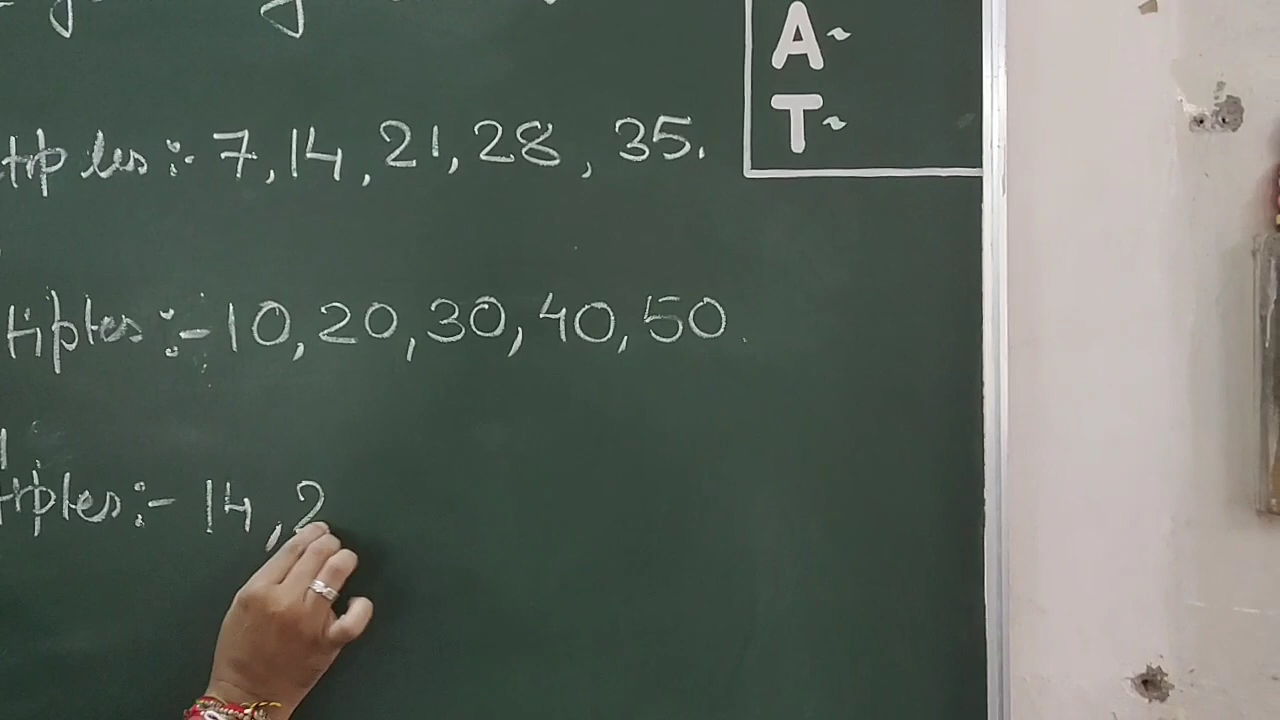 A~
T~
tiples :- 7, 14, 21, 28, 35.
tiples :- 10, 20, 30, 40, 50.
tiples :- 14, 2